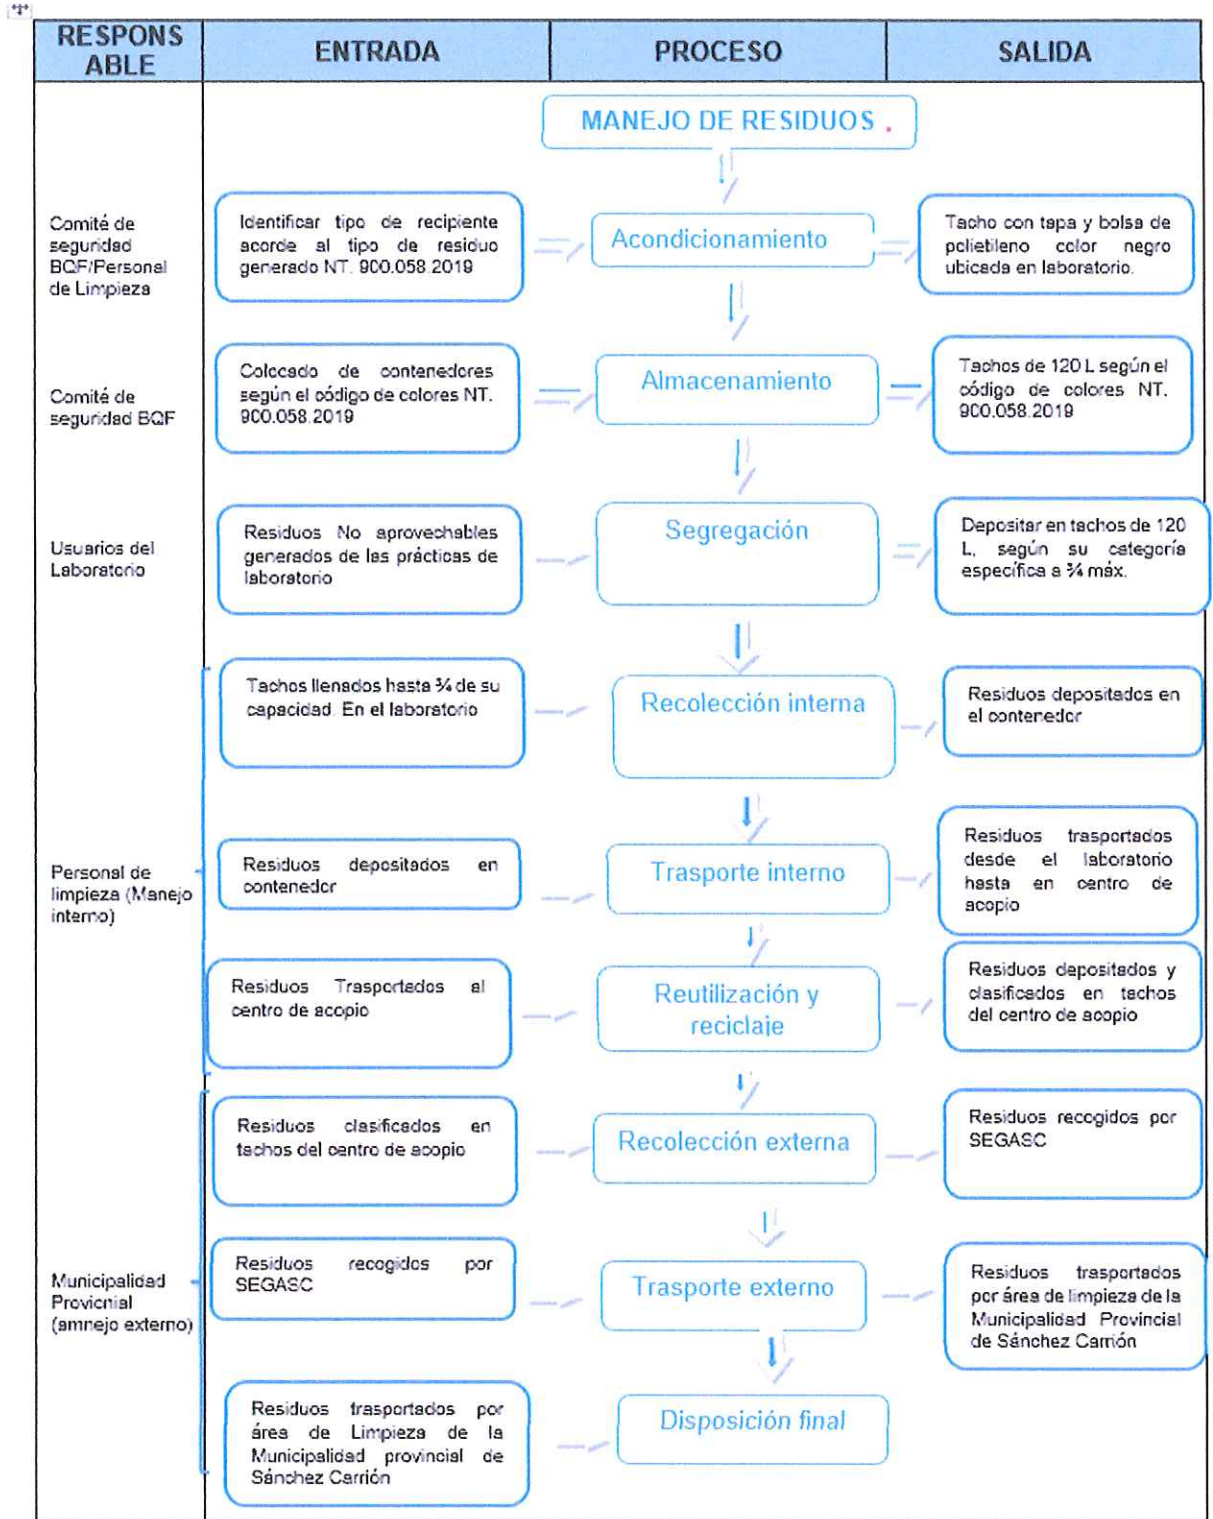 RESPONS
ABLE
ENTRADA
PROCESO
SALIDA
MANEJO DE RESIDUOS .
Comité de
seguridad
BQF/Personal
de Limpieza
Identificar tipo de recipiente
acorde al tipo de residuo
generado NT. 900.058.2019
Acondicionamiento
Tacho con tapa y bolsa de
polietileno color negro
ubicada en laboratorio.
Comité de
seguridad BQF
Colocado de contenedores
según el código de colores NT.
900.058.2019
Almacenamiento
Tachos de 120 L según el
código de colores NT.
900.058.2019
Usuarios del
Laboratorio
Residuos No aprovechables
generados de las prácticas de
laboratorio
Segregación
Depositar en tachos de 120
L, según su categoría
específica a ¾ máx.
Personal de
limpieza (Manejo
interno)
Tachos llenados hasta ¾ de su
capacidad. En el laboratorio
Recolección interna
Residuos depositados en
el contenedor
Residuos depositados en
contenedor
Trasporte interno
Residuos trasportados
desde el laboratorio
hasta en centro de
acopio
Residuos Trasportados al
centro de acopio
Reutilización y
reciclaje
Residuos depositados y
clasificados en tachos
del centro de acopio
Municipalidad
Provicnial
(amnejo externo)
Residuos clasificados en
tachos del centro de acopio
Recolección externa
Residuos recogidos por
SEGASC
Residuos recogidos por
SEGASC
Trasporte externo
Residuos trasportados
por área de limpieza de la
Municipalidad Provincial
de Sánchez Carrión
Residuos trasportados por
área de Limpieza de la
Municipalidad provincial de
Sánchez Carrión
Disposición final